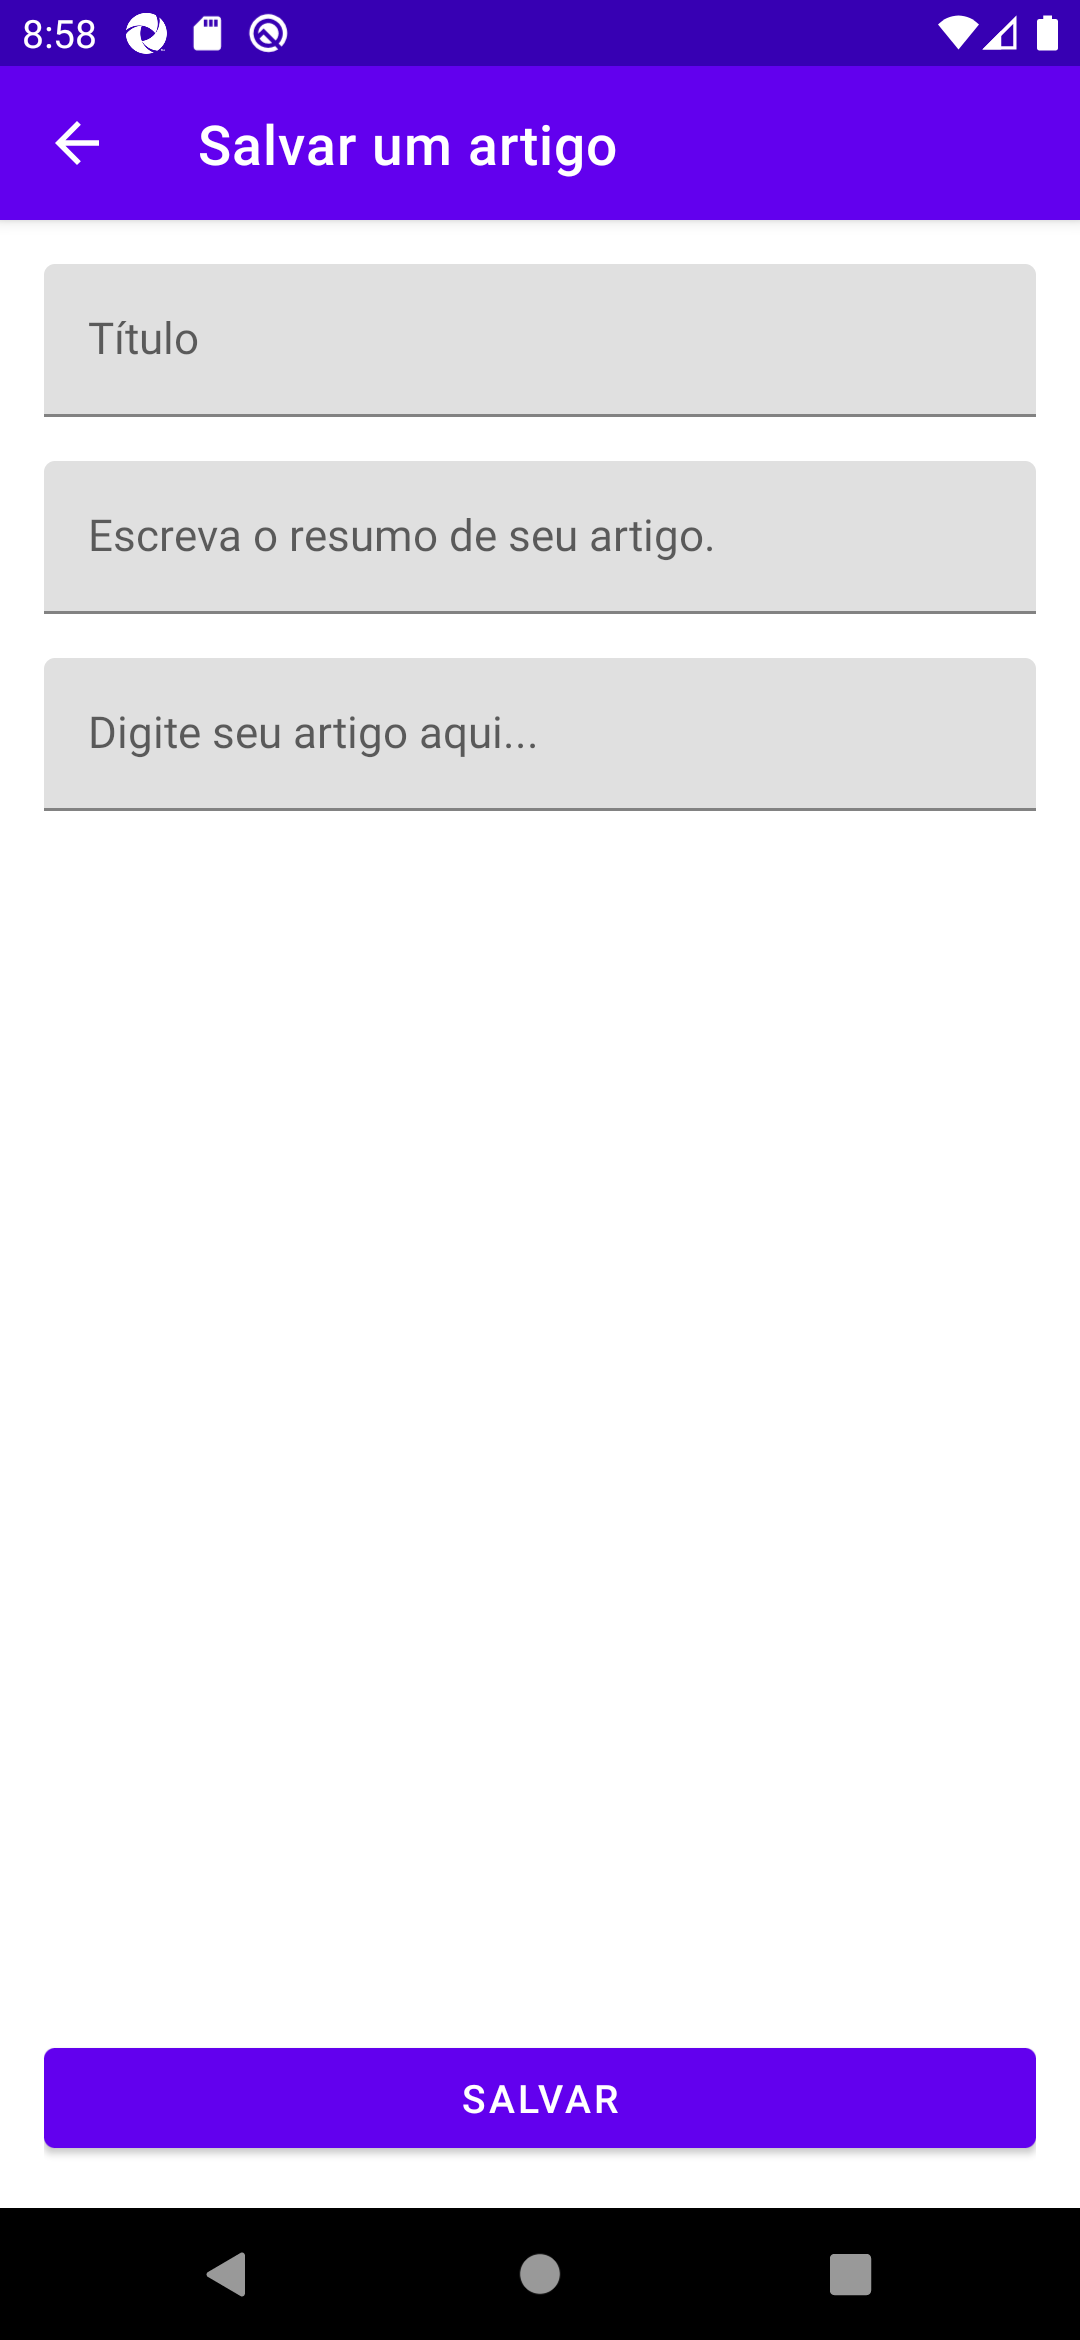 8:58
Salvar um artigo
Título
Escreva o resumo de seu artigo.
Digite seu artigo aqui...
SALVAR